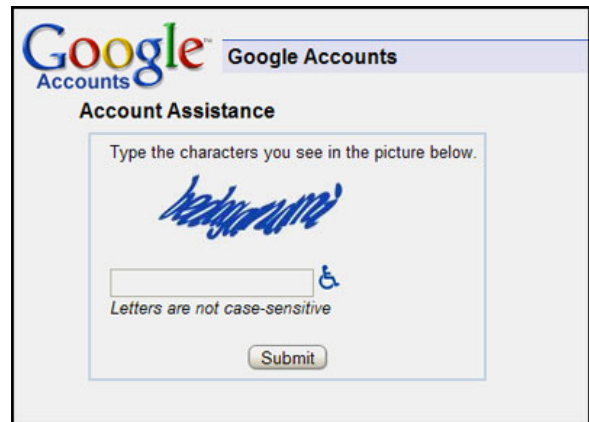 Google™ Google Accounts
Accounts
Account Assistance
Type the characters you see in the picture below.
Letters are not case-sensitive
Submit